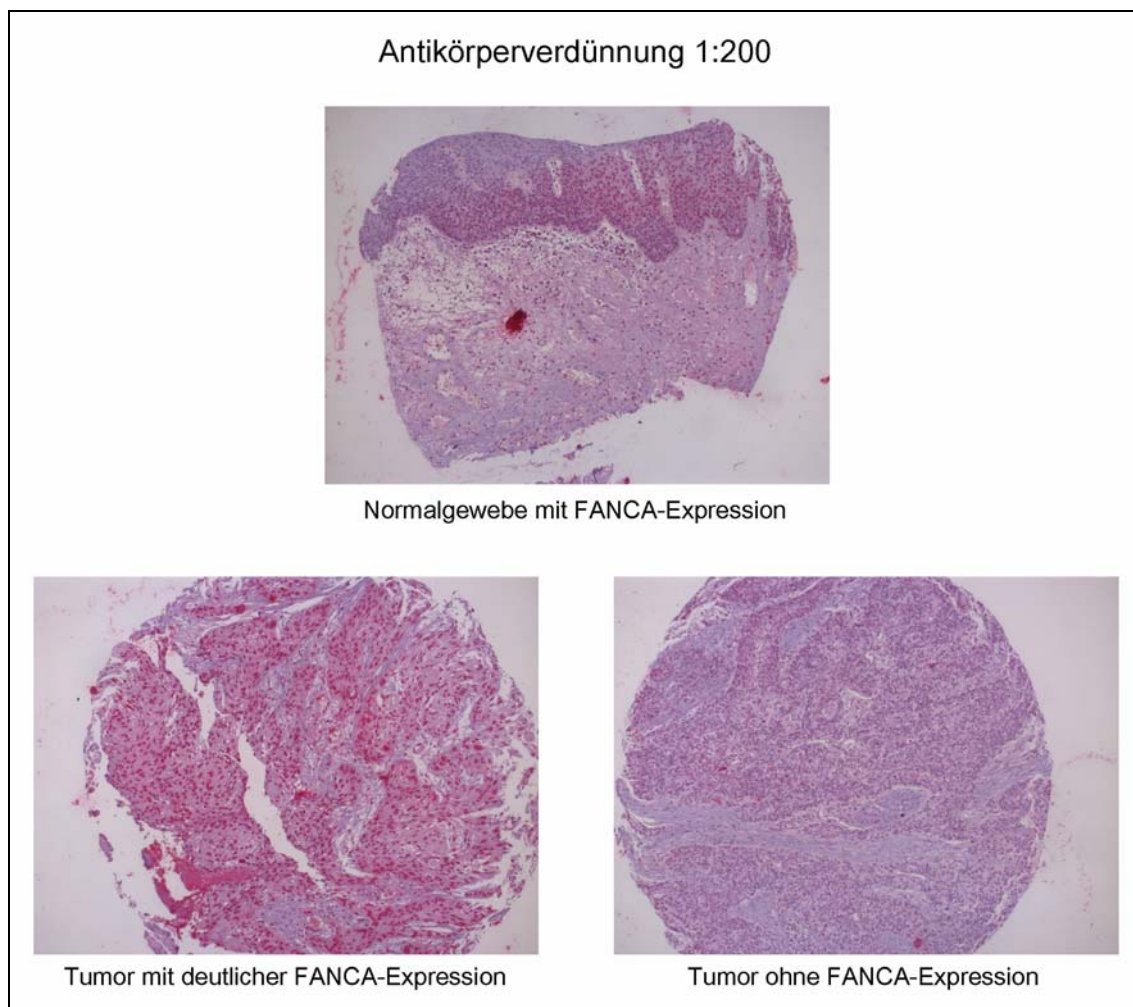 Antikörperverdünnung 1:200
Normalgewebe mit FANCA-Expression
Tumor mit deutlicher FANCA-Expression
Tumor ohne FANCA-Expression